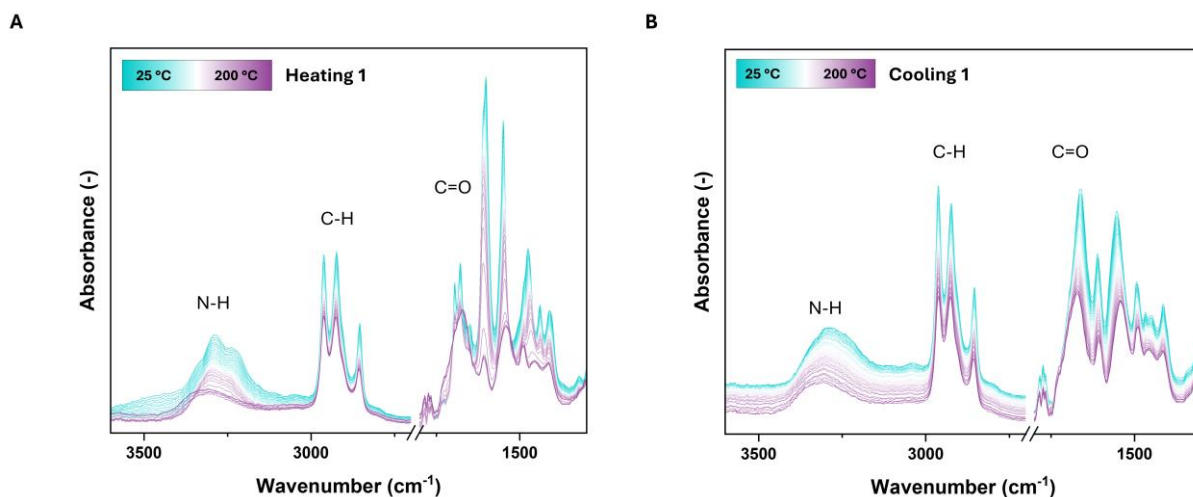 A
25 °C 200 °C Heating 1
C=O
C-H
N-H
Absorbance (-)
3500 3000 1500
Wavenumber (cm⁻¹)
B
25 °C 200 °C Cooling 1
C-H C=O
N-H
Absorbance (-)
3500 3000 1500
Wavenumber (cm⁻¹)